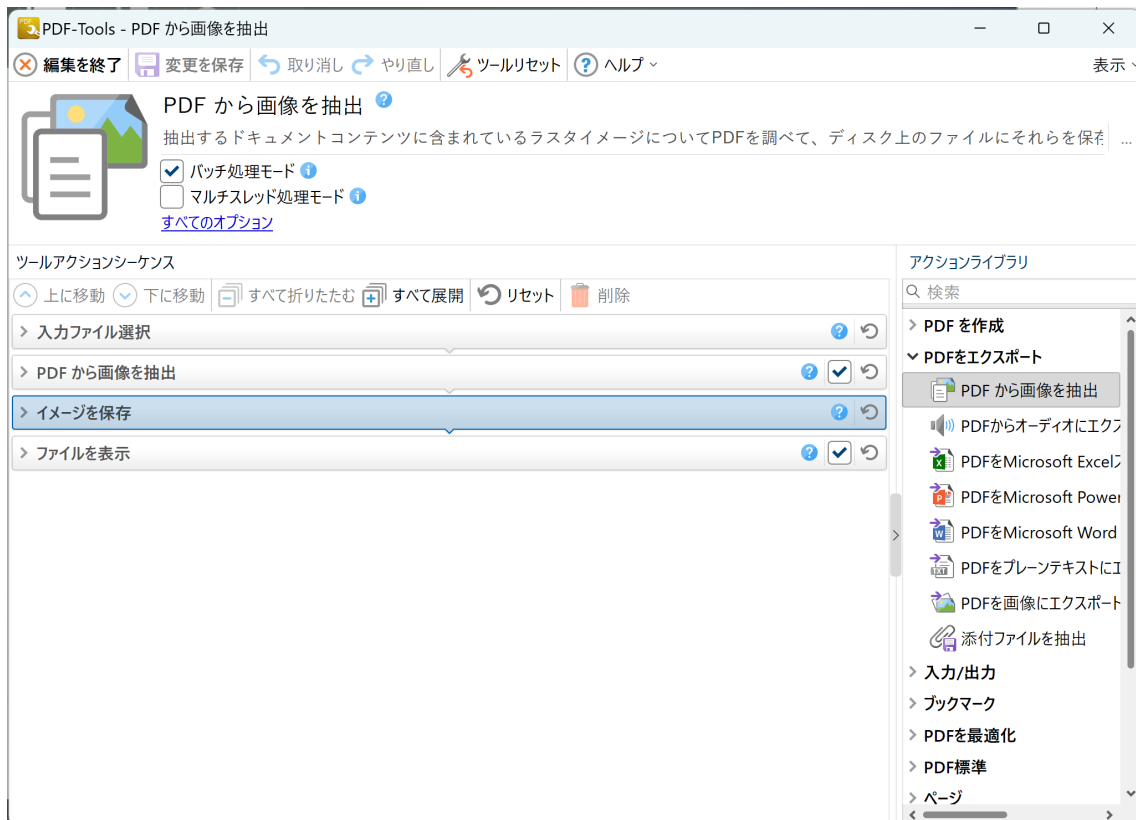 PDF-Tools - PDF から画像を抽出
編集を終了 変更を保存 取り消し やり直し ツールリセット ヘルプ 表示
PDF から画像を抽出
抽出するドキュメントコンテンツに含まれているラスタイメージについてPDFを調べて、ディスク上のファイルにそれらを保存 ...
バッチ処理モード
マルチスレッド処理モード
すべてのオプション
ツールアクションシーケンス
上に移動 下に移動 すべて折りたたむ すべて展開 リセット 削除
入力ファイル選択
PDF から画像を抽出
イメージを保存
ファイルを表示
アクションライブラリ
検索
PDF を作成
PDFをエクスポート
PDF から画像を抽出
PDFからオーディオにエクス
PDFをMicrosoft Excel
PDFをMicrosoft Power
PDFをMicrosoft Word
PDFをプレーンテキストにエ
PDFを画像にエクスポート
添付ファイルを抽出
入力/出力
ブックマーク
PDFを最適化
PDF標準
ページ